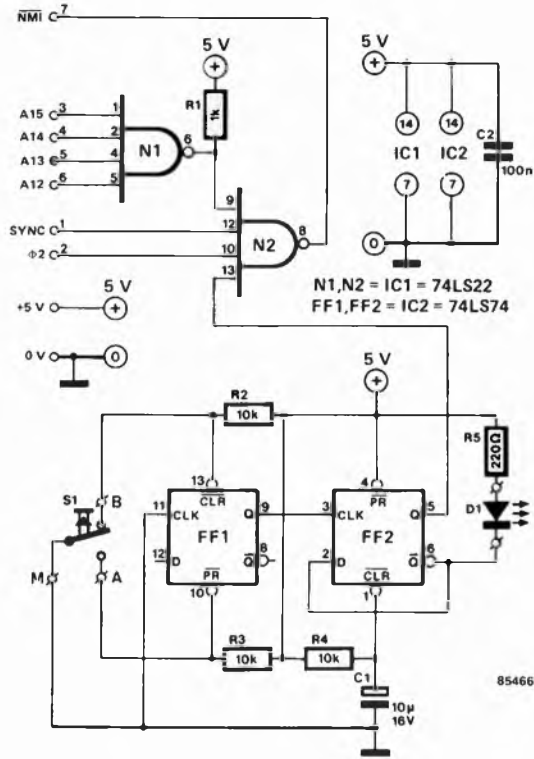 NMI 7
5 V
5 V
R1
1k
A15 3 1
A14 4 2
A13 5 4
A12 6 5
N1
6
14 14
IC1 IC2
7 7
C2
100n
0
SYNC 1
Φ2 2
9
12
10
13
N2
8
N1,N2 = IC1 = 74LS22
FF1,FF2 = IC2 = 74LS74
5 V
+5 V
0 V 0
5 V
R2
10k
R5
220Ω
D1
S1
B
M
A
13
CLR
11 CLK
9
FF1
12 D
Q 8
PR
10
4
PR
3 CLK
Q 5
FF2
2 D
Q 6
CLR
1
R3
10k
R4
10k
C1
10µ
16V
85466